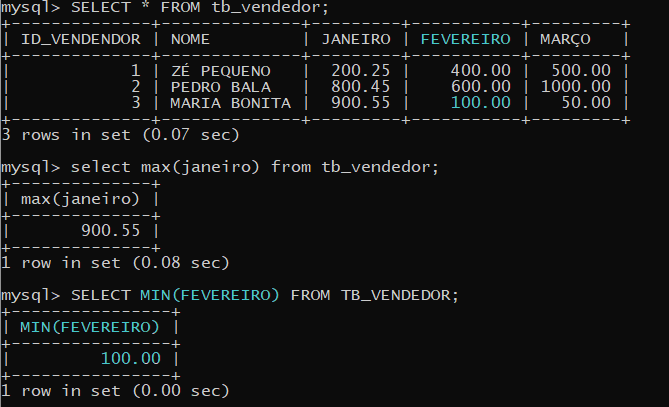 mysql> SELECT * FROM tb_vendedor;
+--------------+--------------+---------+-----------+---------+
| ID_VENDENDOR | NOME         | JANEIRO | FEVEREIRO | MARÇO   |
+--------------+--------------+---------+-----------+---------+
|            1 | ZÉ PEQUENO   |  200.25 |    400.00 |  500.00 |
|            2 | PEDRO BALA   |  800.45 |    600.00 | 1000.00 |
|            3 | MARIA BONITA |  900.55 |    100.00 |   50.00 |
+--------------+--------------+---------+-----------+---------+
3 rows in set (0.07 sec)
mysql> select max(janeiro) from tb_vendedor;
+--------------+
| max(janeiro) |
+--------------+
|       900.55 |
+--------------+
1 row in set (0.08 sec)
mysql> SELECT MIN(FEVEREIRO) FROM TB_VENDEDOR;
+----------------+
| MIN(FEVEREIRO) |
+----------------+
|         100.00 |
+----------------+
1 row in set (0.00 sec)